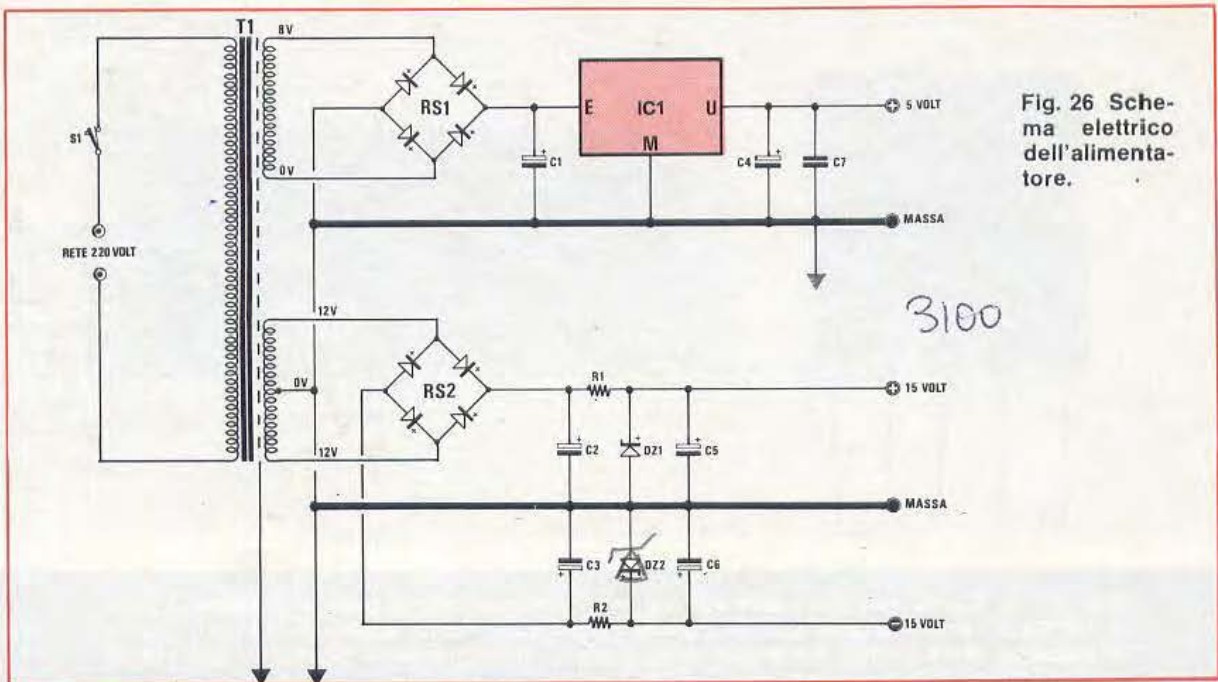 T1
8V
RS1
E
IC1
U
M
+ 5 VOLT
Fig. 26 Sche-
ma elettrico
dell'alimenta-
tore.
S1
C1
C4
C7
0V
MASSA
RETE 220 VOLT
3100
12V
R1
+ 15 VOLT
0V
RS2
C2
DZ1
C5
12V
MASSA
C3
DZ2
C6
R2
- 15 VOLT